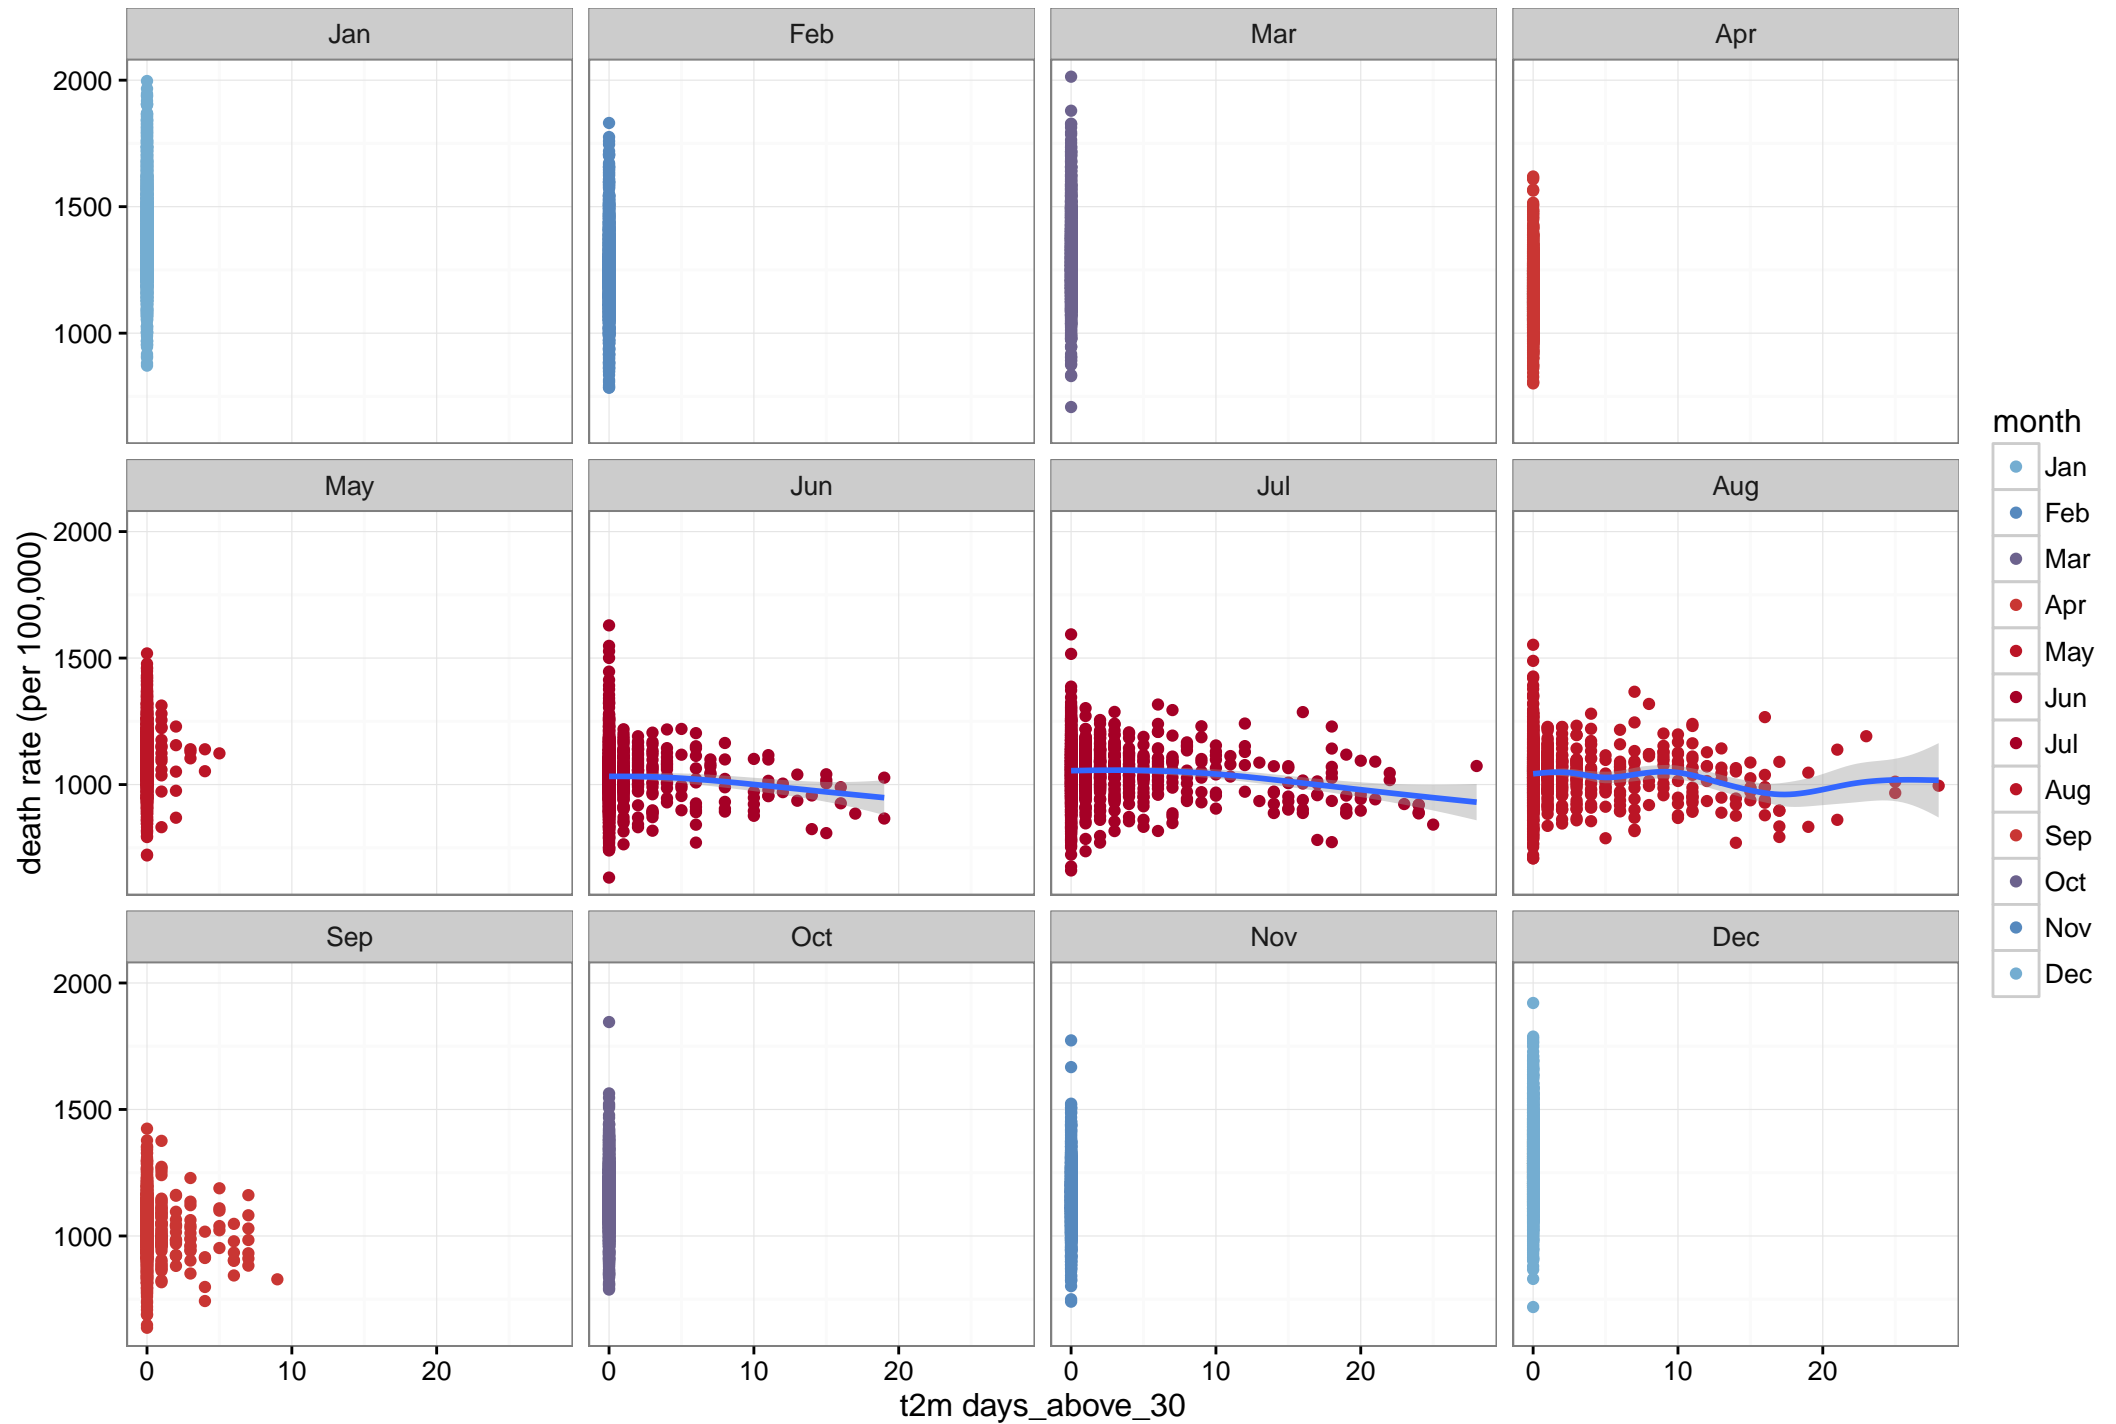 Jan Feb Mar Apr
2000
1500
1000
May Jun Jul Aug
2000
1500
1000
Sep Oct Nov Dec
2000
1500
1000
0 10 20 0 10 20 0 10 20 0 10 20
t2m days_above_30
death rate (per 100,000)
month
Jan
Feb
Mar
Apr
May
Jun
Jul
Aug
Sep
Oct
Nov
Dec